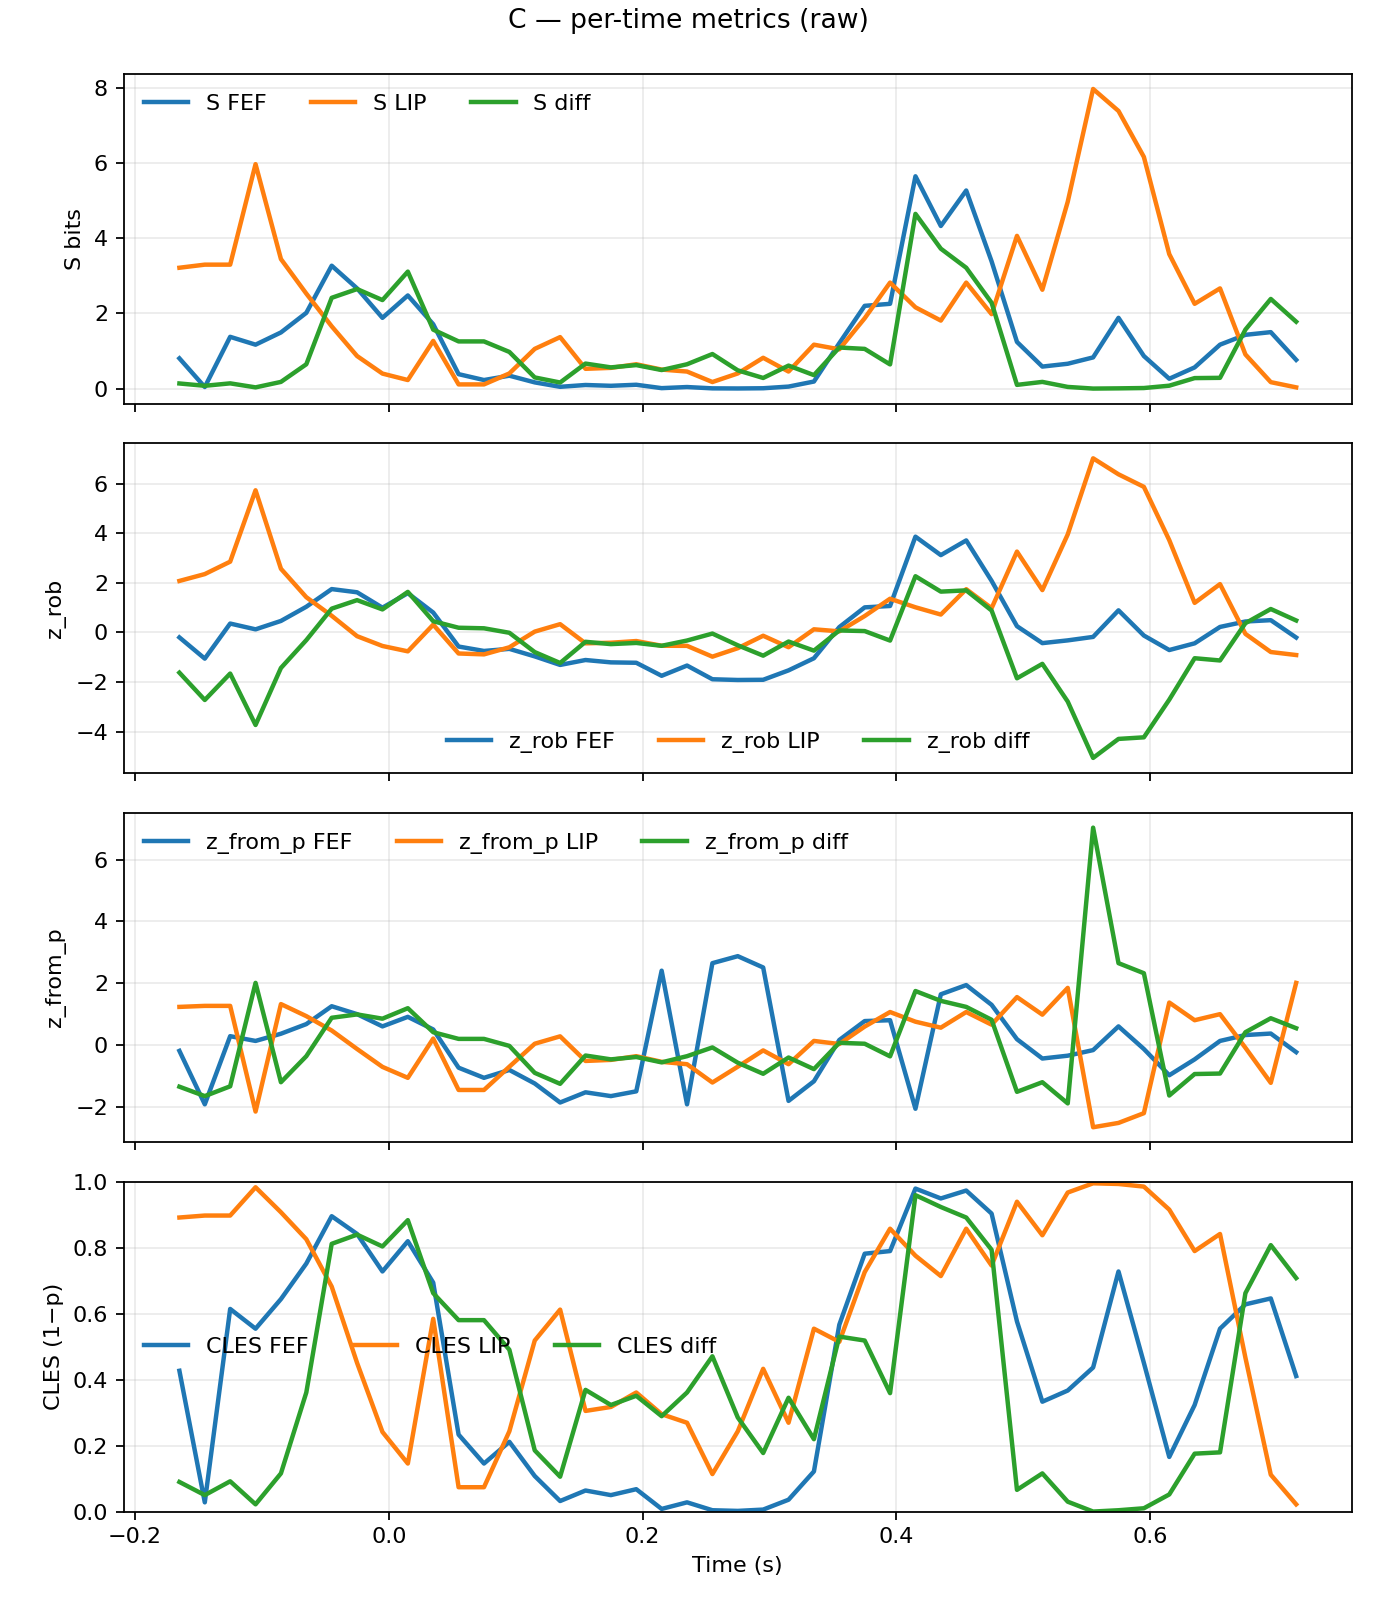 C — per-time metrics (raw)
S FEF S LIP S diff
8
6
4
2
0
S bits
6
4
2
0
−2
−4
z_rob
z_rob FEF z_rob LIP z_rob diff
z_from_p FEF z_from_p LIP z_from_p diff
6
4
2
0
−2
z_from_p
1.0
0.8
0.6
0.4
0.2
0.0
CLES (1−p)
CLES FEF CLES LIP CLES diff
−0.2 0.0 0.2 0.4 0.6
Time (s)